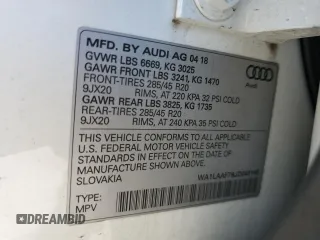 MFD. BY AUDI AG 04 18
GVWR LBS 6669, KG 3025
GAWR FRONT LBS 3241, KG 1470
FRONT-TIRES 285/45 R20
9JX20 RIMS, AT 220 KPA 32 PSI COLD
GAWR REAR LBS 3825, KG 1735
REAR-TIRES 285/45 R20
9JX20 RIMS, AT 240 KPA 35 PSI COLD
THIS VEHICLE CONFORMS TO ALL APPLICABLE
U.S. FEDERAL MOTOR VEHICLE SAFETY
STANDARDS IN EFFECT ON THE DATE OF
MANUFACTURE SHOWN ABOVE
SLOVAKIA
TYPE:
MPV
Audi
DREAMBID